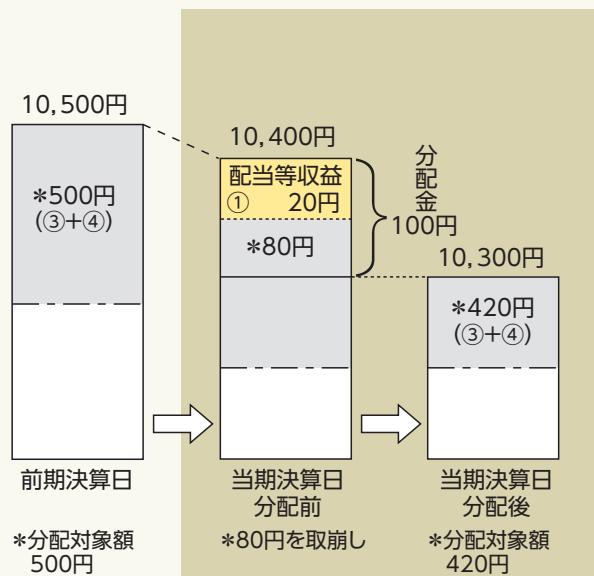 10,500円
*500円
(③+④)
前期決算日
*分配対象額
500円
10,400円
配当等収益
① 20円
*80円
分配金
100円
当期決算日
分配前
*80円を取崩し
10,300円
*420円
(③+④)
当期決算日
分配後
*分配対象額
420円